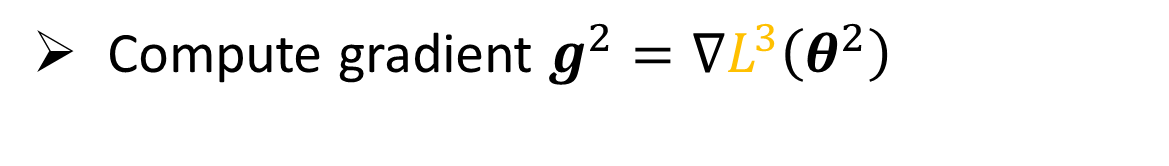 ➢ Compute gradient 𝒈² = ∇𝐿³(𝜽²)